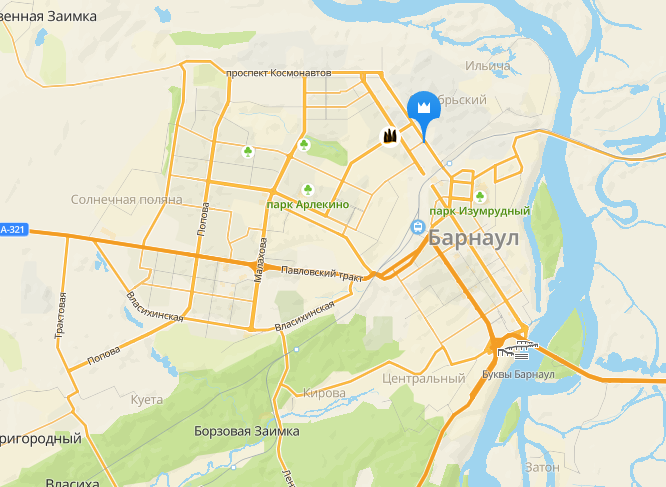 венная Заимка
Ильича
проспект Космонавтов
брьский
Солнечная поляна
парк Арлекино
парк Изумрудный
Попова
А-321
Барнаул
Малахова
Павловский тракт
Трактовая
Власихинская
Власихинская
Попова
Буквы Барнаул
Центральный
Кирова
Куета
Борзовая Заимка
ригородный
Затон
Власиха
Лен